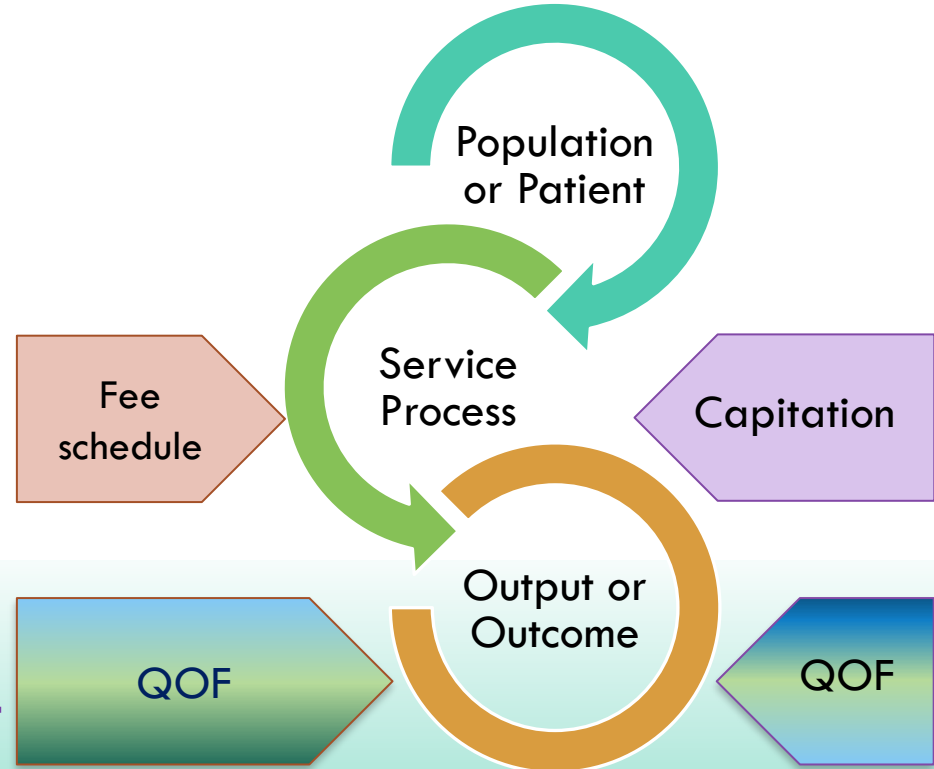 Population
or Patient
Service
Process
Fee
schedule
Capitation
Output or
Outcome
QOF
QOF